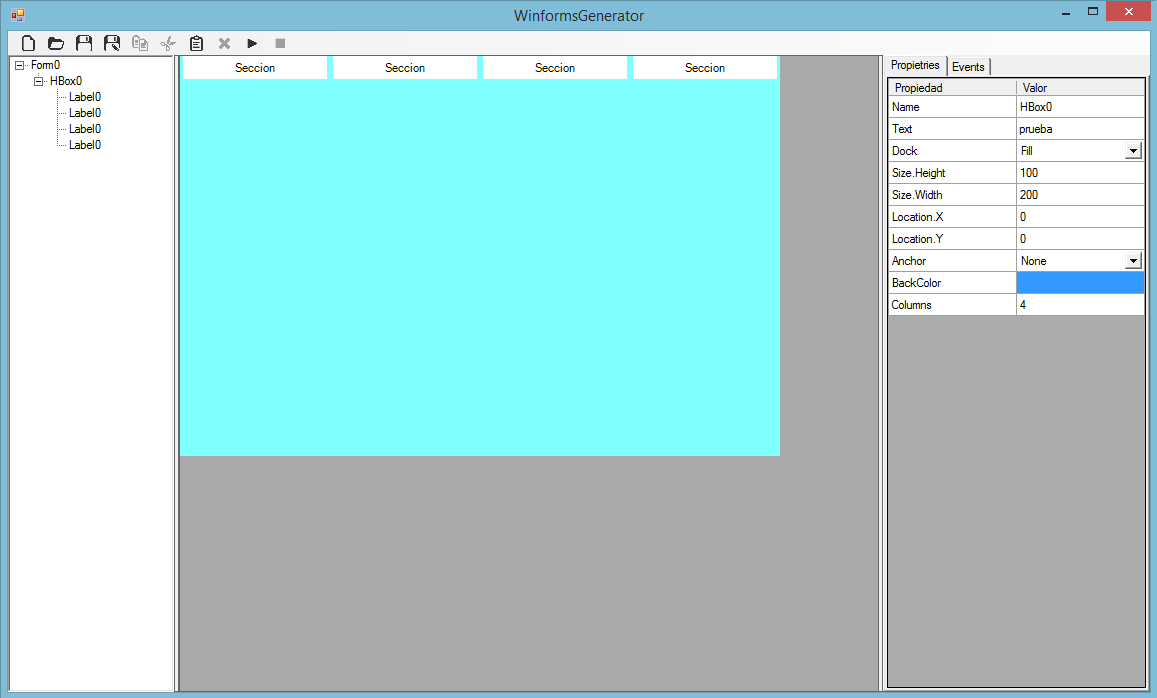 WinformsGenerator
Form0
HBox0
Label0
Label0
Label0
Label0
Seccion Seccion Seccion Seccion
Propietries Events
Propiedad Valor
Name HBox0
Text prueba
Dock Fill
Size.Height 100
Size.Width 200
Location.X 0
Location.Y 0
Anchor None
BackColor
Columns 4